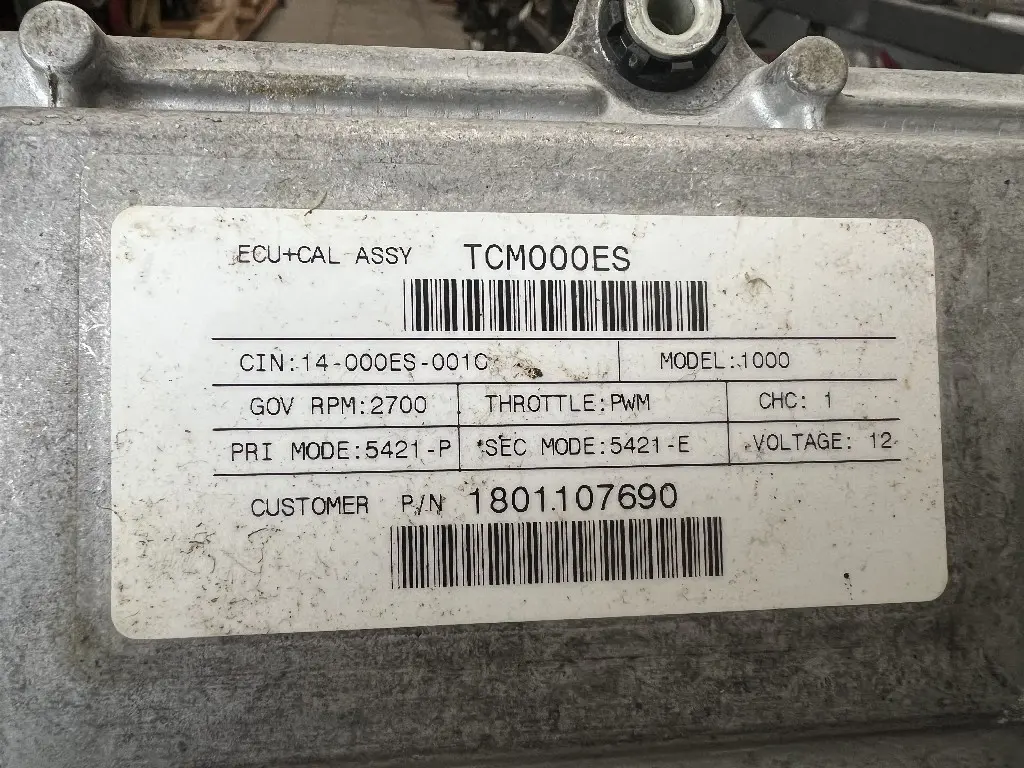 ECU+CAL ASSY TCM000ES
CIN:14-000ES-001C MODEL:1000
GOV RPM:2700 THROTTLE:PWM CHC: 1
PRI MODE:5421-P SEC MODE:5421-E VOLTAGE: 12
CUSTOMER P/N 1801107690